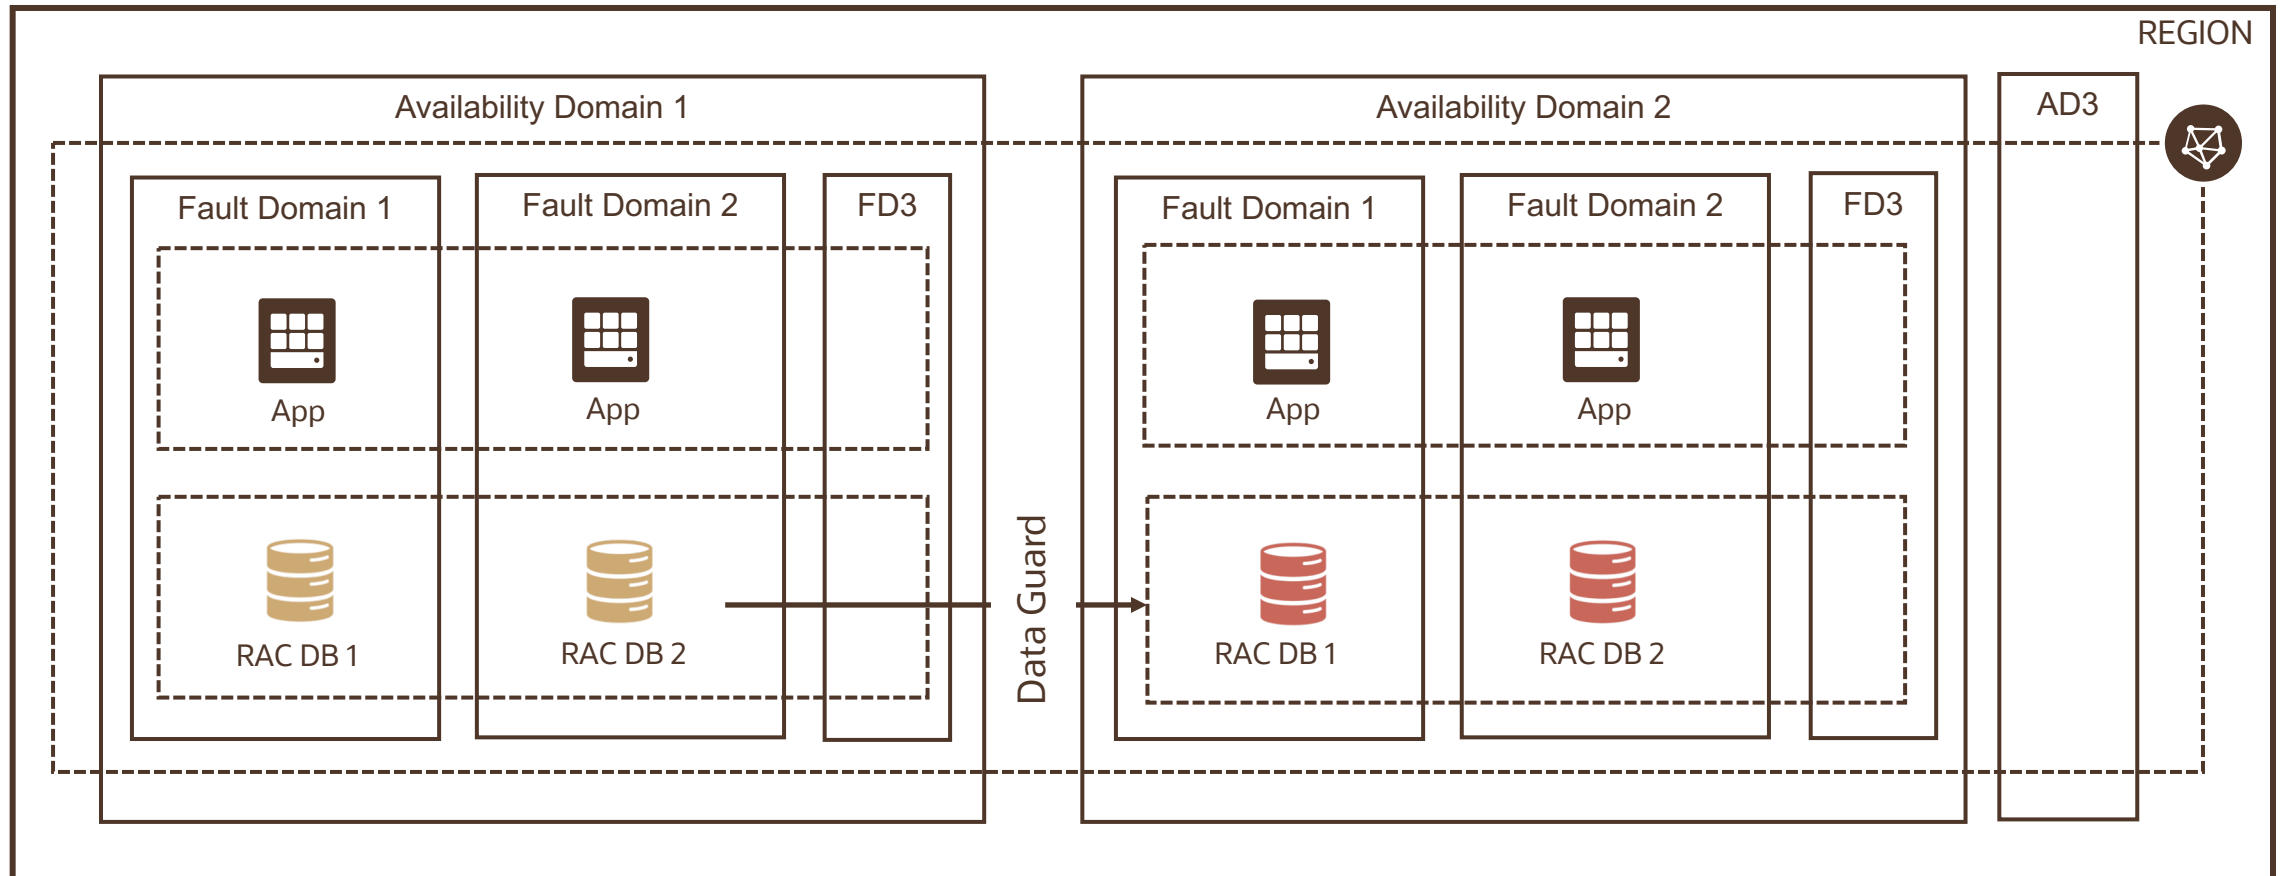 REGION
Availability Domain 1
Availability Domain 2
AD3
Fault Domain 1
Fault Domain 2
FD3
Fault Domain 1
Fault Domain 2
FD3
App
App
App
App
Data Guard
RAC DB 1
RAC DB 2
RAC DB 1
RAC DB 2